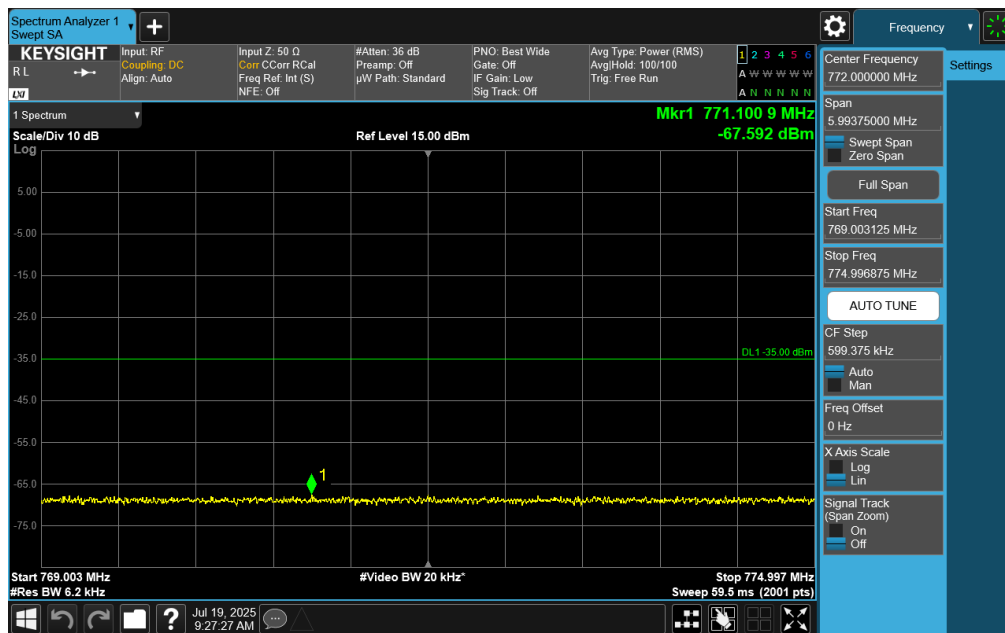 Spectrum Analyzer 1
Swept SA
Frequency
KEYSIGHT
R L
LXI
Input: RF
Coupling: DC
Align: Auto
Input Z: 50 Ω
Corr CCorr RCal
Freq Ref: Int (S)
NFE: Off
#Atten: 36 dB
Preamp: Off
µW Path: Standard
PNO: Best Wide
Gate: Off
IF Gain: Low
Sig Track: Off
Avg Type: Power (RMS)
Avg|Hold: 100/100
Trig: Free Run
1 2 3 4 5 6
A W W W W W
A N N N N N
1 Spectrum
Scale/Div 10 dB
Log
Ref Level 15.00 dBm
Mkr1 771.100 9 MHz
-67.592 dBm
5.00
-5.00
-15.0
-25.0
-35.0
-45.0
-55.0
-65.0
-75.0
DL1 -35.00 dBm
1
Start 769.003 MHz
#Res BW 6.2 kHz
#Video BW 20 kHz*
Stop 774.997 MHz
Sweep 59.5 ms (2001 pts)
Center Frequency
772.000000 MHz
Span
5.99375000 MHz
Swept Span
Zero Span
Full Span
Start Freq
769.003125 MHz
Stop Freq
774.996875 MHz
AUTO TUNE
CF Step
599.375 kHz
Auto
Man
Freq Offset
0 Hz
X Axis Scale
Log
Lin
Signal Track
(Span Zoom)
On
Off
Settings
?
Jul 19, 2025
9:27:27 AM